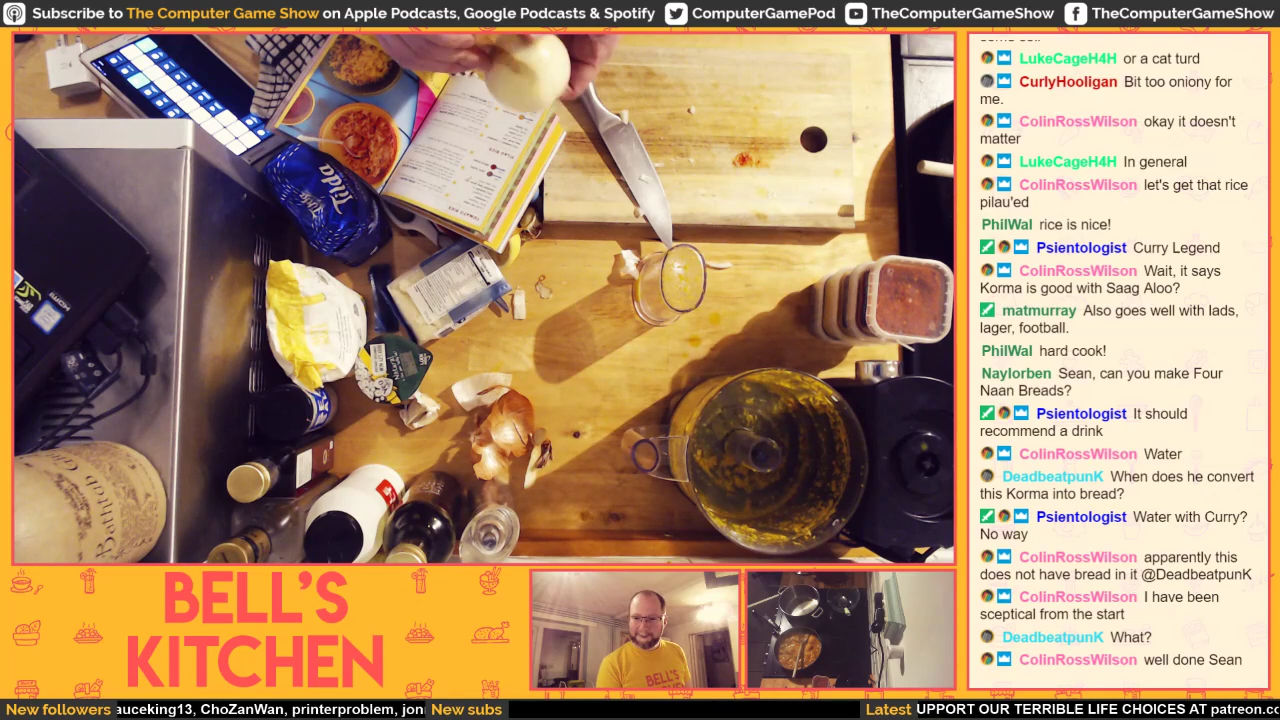 Subscribe to The Computer Game Show on Apple Podcasts, Google Podcasts & Spotify
ComputerGamePod
TheComputerGameShow
TheComputerGameShow
LukeCageH4H or a cat turd
CurlyHooligan Bit too oniony for
me.
ColinRossWilson okay it doesn't
matter
LukeCageH4H In general
ColinRossWilson let's get that rice
pilau'ed
PhilWal rice is nice!
Psientologist Curry Legend
ColinRossWilson Wait, it says
Korma is good with Saag Aloo?
matmurray Also goes well with lads,
lager, football.
PhilWal hard cook!
Naylorben Sean, can you make Four
Naan Breads?
Psientologist It should
recommend a drink
ColinRossWilson Water
DeadbeatpunK When does he convert
this Korma into bread?
Psientologist Water with Curry?
No way
ColinRossWilson apparently this
does not have bread in it @DeadbeatpunK
ColinRossWilson I have been
sceptical from the start
DeadbeatpunK What?
ColinRossWilson well done Sean
Tilda
HDMI
BELL'S
KITCHEN
BELL'S
New followers auceking13, ChoZanWan, printerproblem, jon
New subs
Latest UPPORT OUR TERRIBLE LIFE CHOICES AT patreon.c